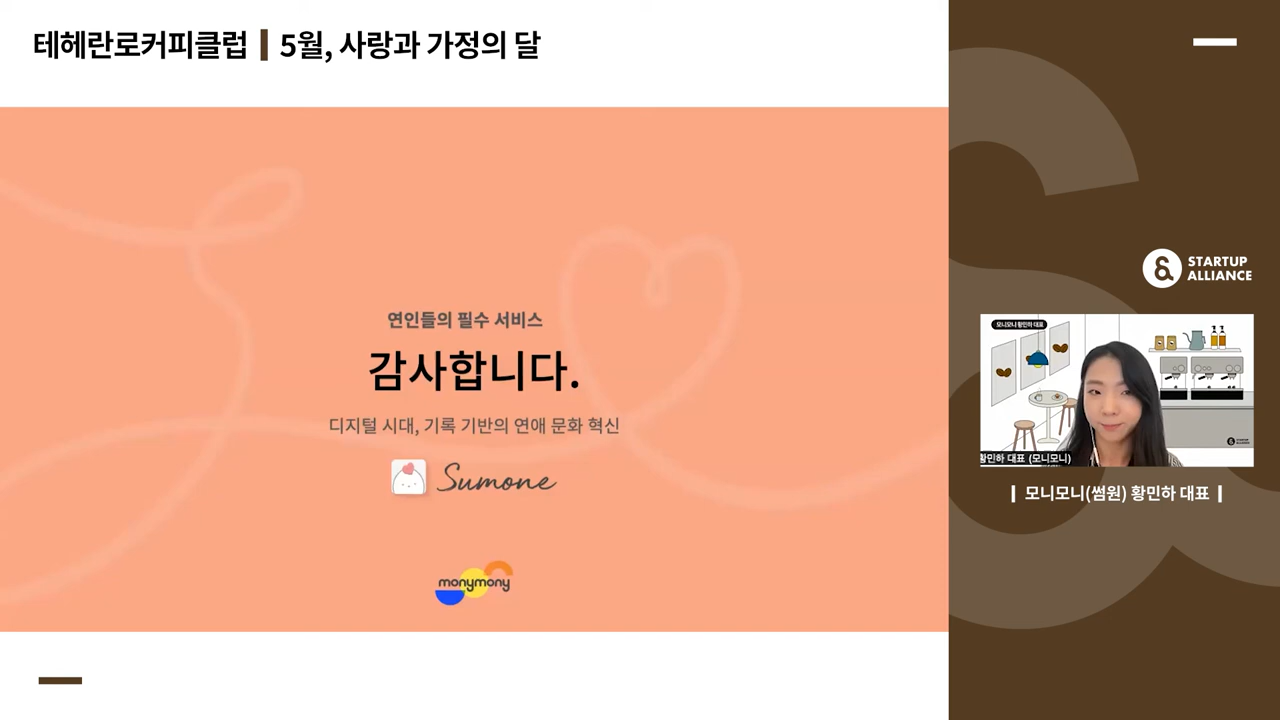 테헤란로커피클럽 | 5월, 사랑과 가정의 달
연인들의 필수 서비스
감사합니다.
디지털 시대, 기록 기반의 연애 문화 혁신
Sumone
monymony
STARTUP
ALLIANCE
모니모니 황민하 대표
STARTUP
ALLIANCE
황민하 대표 (모니모니)
| 모니모니(썸원) 황민하 대표 |